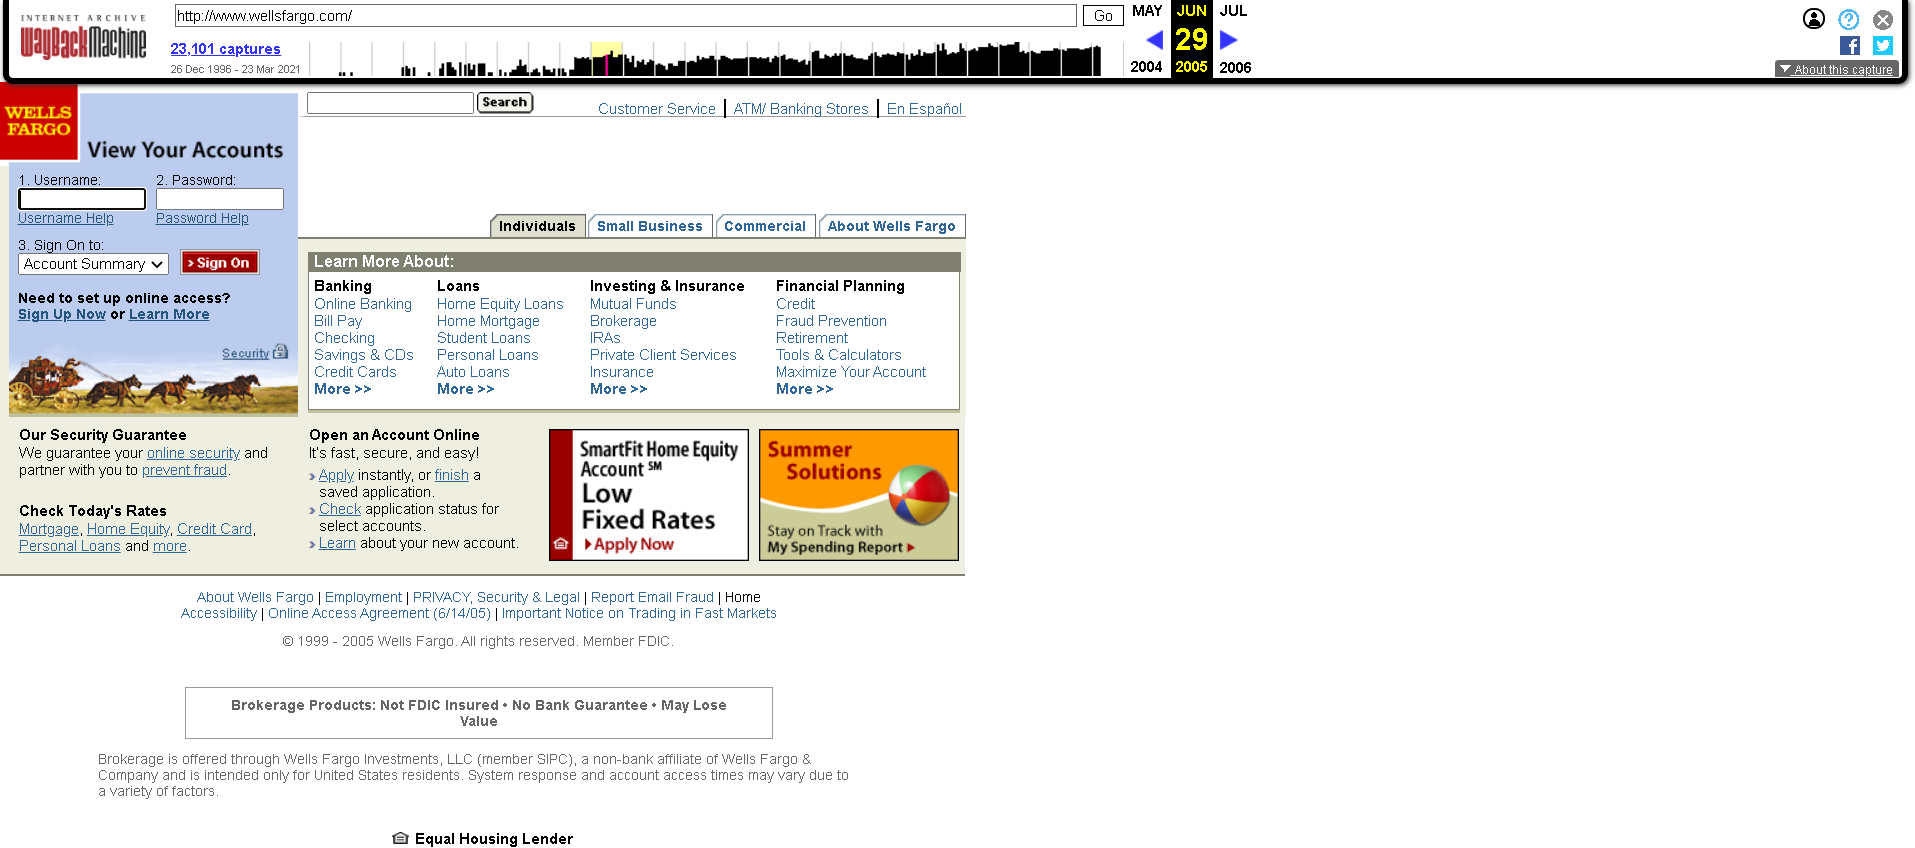 INTERNET ARCHIVE
WayBackMachine
http://www.wellsfargo.com/
Go
23,101 captures
26 Dec 1996 - 23 Mar 2021
MAY JUN JUL
29
2004 2005 2006
About this capture
WELLS
FARGO
View Your Accounts
1. Username:
2. Password:
Username Help
Password Help
3. Sign On to:
Account Summary
Sign On
Need to set up online access?
Sign Up Now or Learn More
Security
Search
Customer Service
ATM/ Banking Stores
En Español
Individuals
Small Business
Commercial
About Wells Fargo
Learn More About:
Banking
Online Banking
Bill Pay
Checking
Savings & CDs
Credit Cards
More >>
Loans
Home Equity Loans
Home Mortgage
Student Loans
Personal Loans
Auto Loans
More >>
Investing & Insurance
Mutual Funds
Brokerage
IRAs
Private Client Services
Insurance
More >>
Financial Planning
Credit
Fraud Prevention
Retirement
Tools & Calculators
Maximize Your Account
More >>
Our Security Guarantee
We guarantee your online security and
partner with you to prevent fraud.
Check Today's Rates
Mortgage, Home Equity, Credit Card,
Personal Loans and more.
Open an Account Online
It's fast, secure, and easy!
Apply instantly, or finish a
saved application.
Check application status for
select accounts.
Learn about your new account.
SmartFit Home Equity
Account SM
Low
Fixed Rates
Apply Now
Summer
Solutions
Stay on Track with
My Spending Report
About Wells Fargo | Employment | PRIVACY, Security & Legal | Report Email Fraud | Home
Accessibility | Online Access Agreement (6/14/05) | Important Notice on Trading in Fast Markets
© 1999 - 2005 Wells Fargo. All rights reserved. Member FDIC.
Brokerage Products: Not FDIC Insured • No Bank Guarantee • May Lose
Value
Brokerage is offered through Wells Fargo Investments, LLC (member SIPC), a non-bank affiliate of Wells Fargo &
Company and is intended only for United States residents. System response and account access times may vary due to
a variety of factors.
Equal Housing Lender